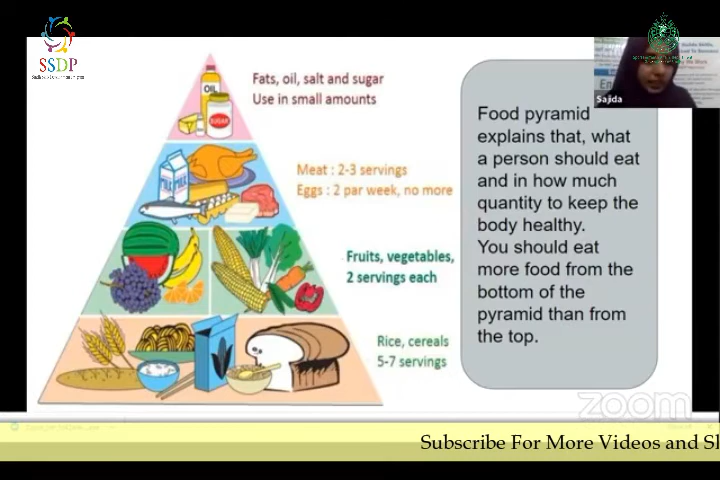 SSDP
Fats, oil, salt and sugar
Use in small amounts
OIL
SUGAR
Meat : 2-3 servings
Eggs : 2 par week, no more
MILK
MILK
Fruits, vegetables,
2 servings each
Rice, cereals
5-7 servings
Food pyramid
explains that, what
a person should eat
and in how much
quantity to keep the
body healthy.
You should eat
more food from the
bottom of the
pyramid than from
the top.
Sajida
zoom
Subscribe For More Videos and